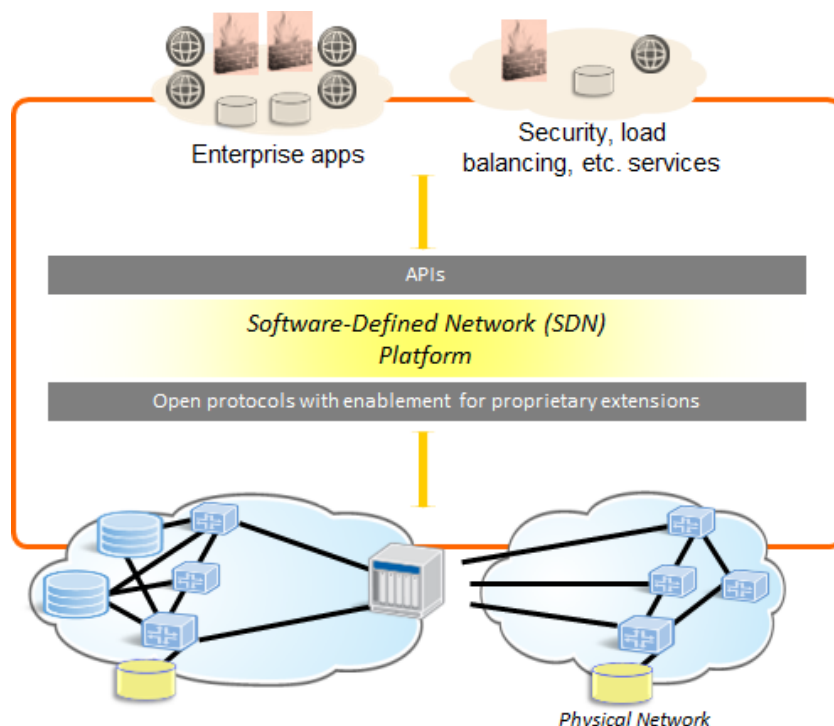 Enterprise apps
Security, load
balancing, etc. services
APIs
Software-Defined Network (SDN)
Platform
Open protocols with enablement for proprietary extensions
Physical Network